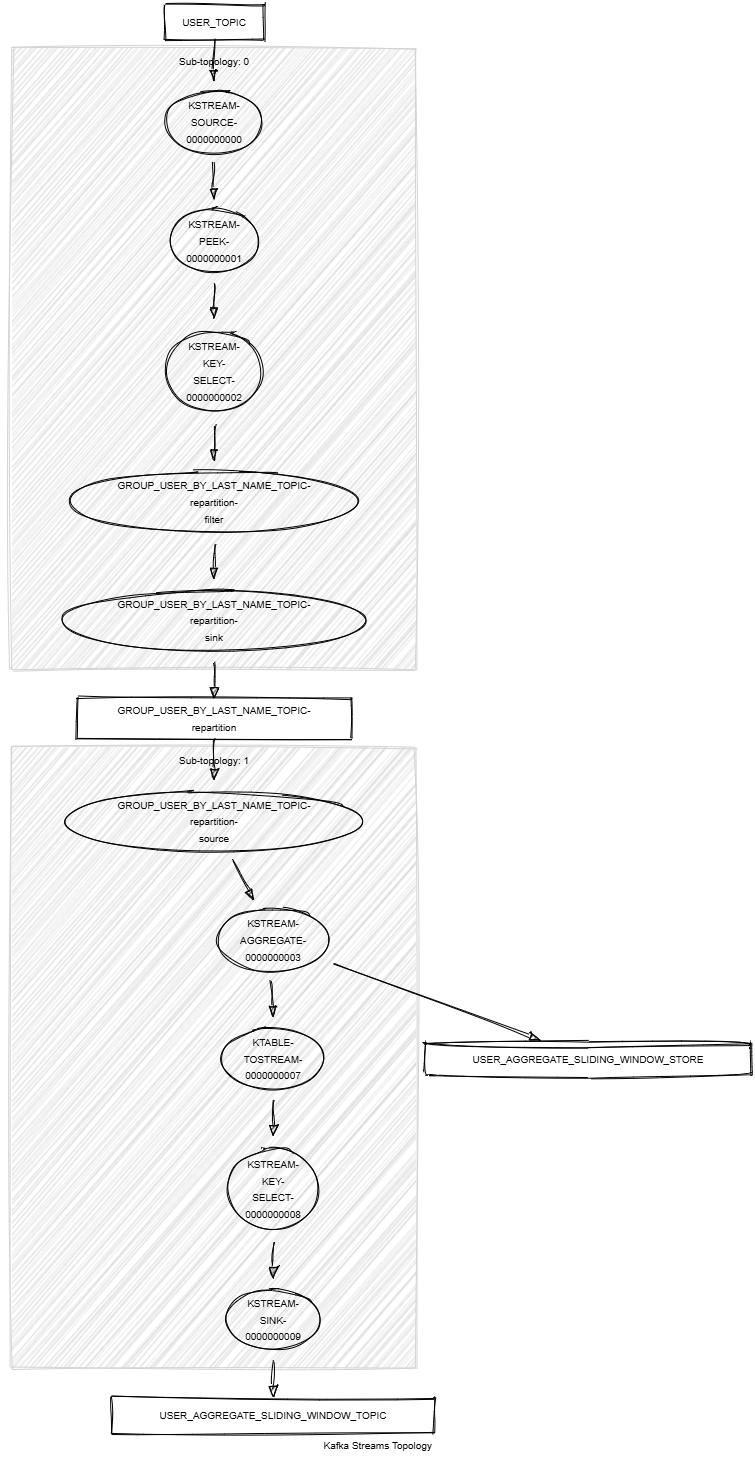 USER_TOPIC
Sub-topology: 0
KSTREAM-
SOURCE-
0000000000
KSTREAM-
PEEK-
0000000001
KSTREAM-
KEY-
SELECT-
0000000002
GROUP_USER_BY_LAST_NAME_TOPIC-
repartition-
filter
GROUP_USER_BY_LAST_NAME_TOPIC-
repartition-
sink
GROUP_USER_BY_LAST_NAME_TOPIC-
repartition
Sub-topology: 1
GROUP_USER_BY_LAST_NAME_TOPIC-
repartition-
source
KSTREAM-
AGGREGATE-
0000000003
KTABLE-
TOSTREAM-
0000000007
USER_AGGREGATE_SLIDING_WINDOW_STORE
KSTREAM-
KEY-
SELECT-
0000000008
KSTREAM-
SINK-
0000000009
USER_AGGREGATE_SLIDING_WINDOW_TOPIC
Kafka Streams Topology